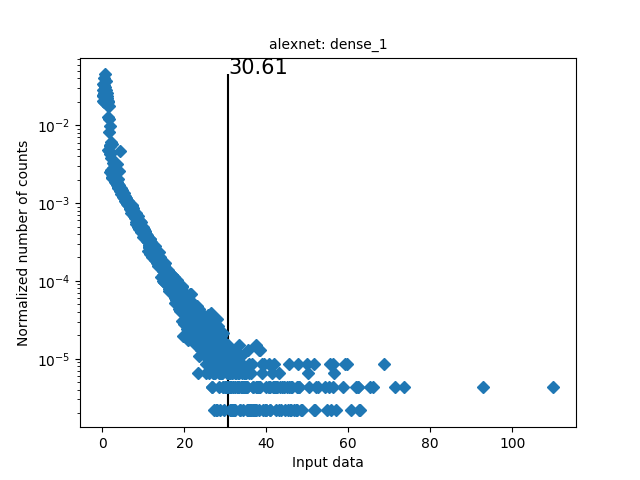 alexnet: dense_1
30.61
Normalized number of counts
10⁻²
10⁻³
10⁻⁴
10⁻⁵
0 20 40 60 80 100
Input data